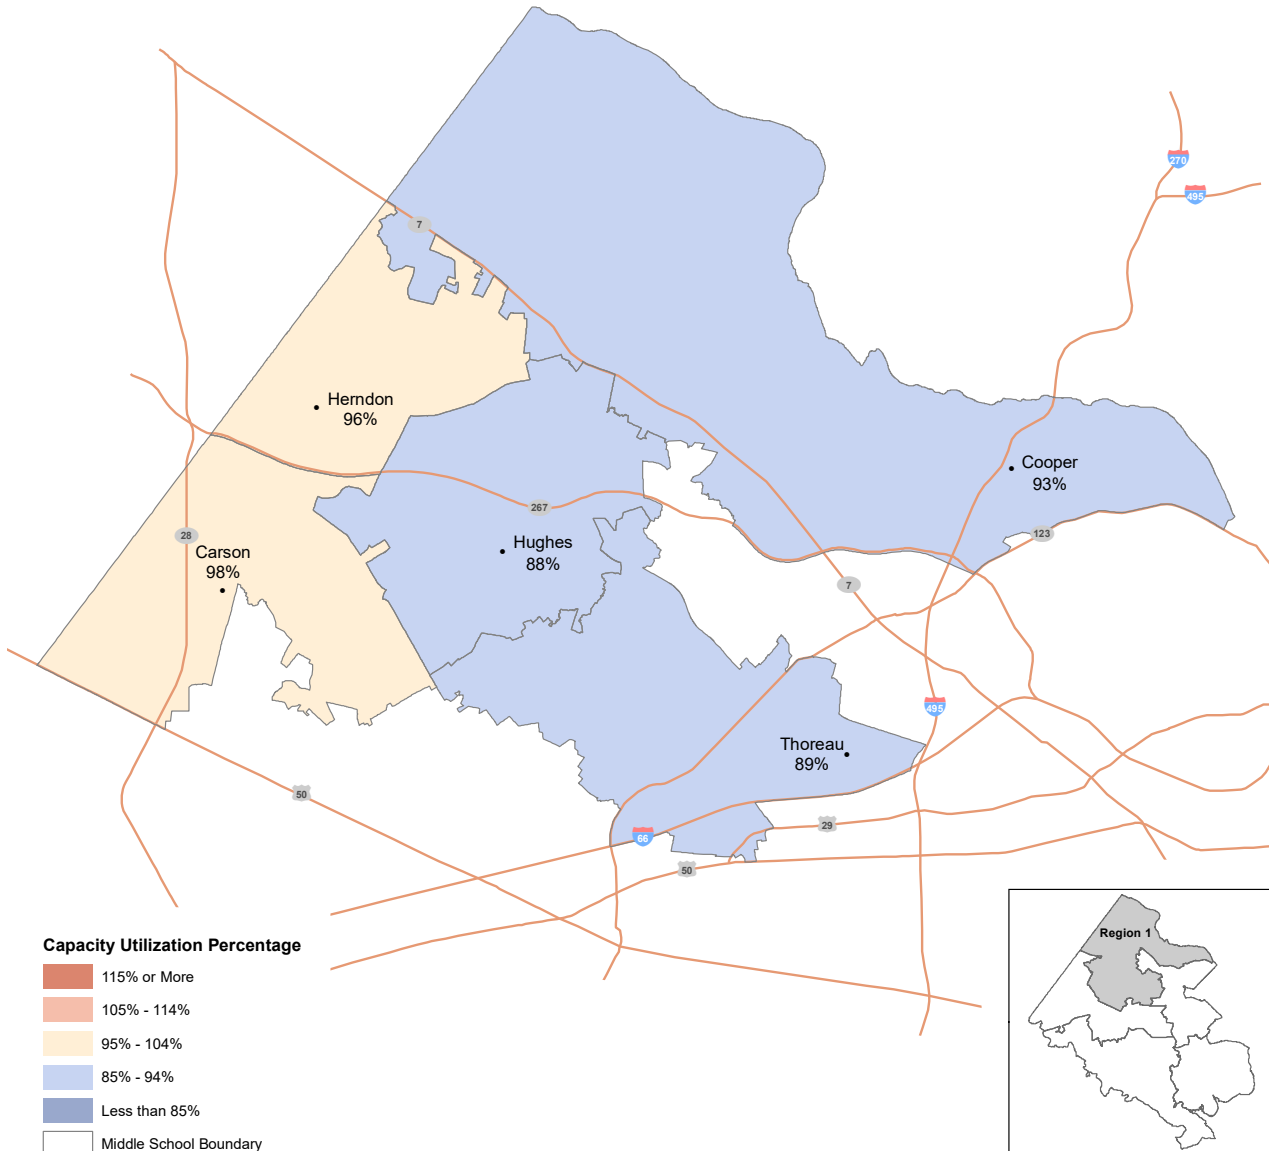 270
495
7
Herndon
96%
Cooper
93%
267
28
123
Carson
98%
Hughes
88%
7
495
Thoreau
89%
50
29
66
50
Capacity Utilization Percentage
115% or More
105% - 114%
95% - 104%
85% - 94%
Less than 85%
Middle School Boundary
Region 1